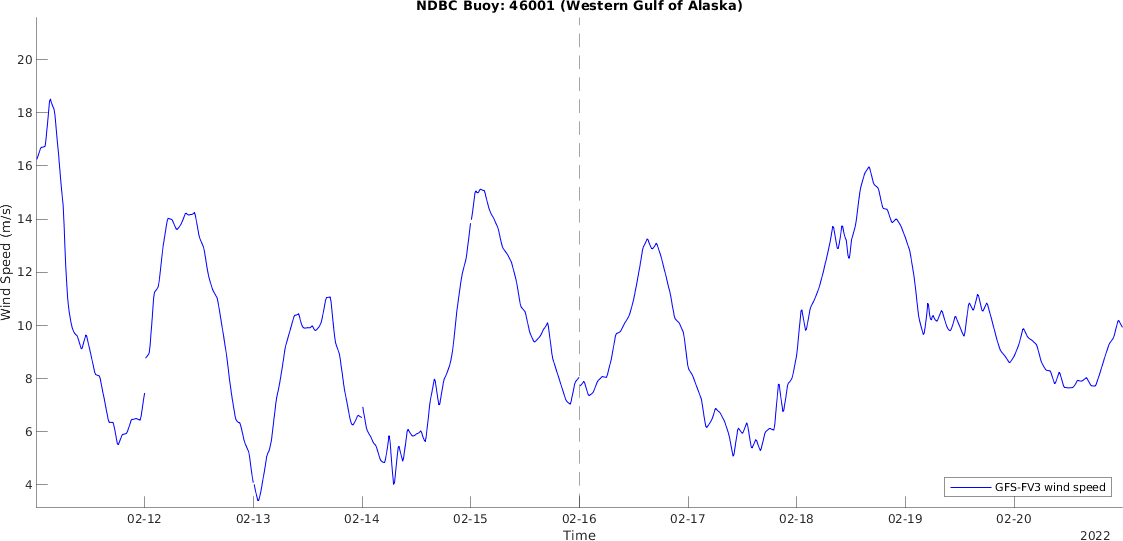 NDBC Buoy: 46001 (Western Gulf of Alaska)
20
18
16
14
12
10
8
6
4
Wind Speed (m/s)
GFS-FV3 wind speed
02-12 02-13 02-14 02-15 02-16 02-17 02-18 02-19 02-20
Time
2022